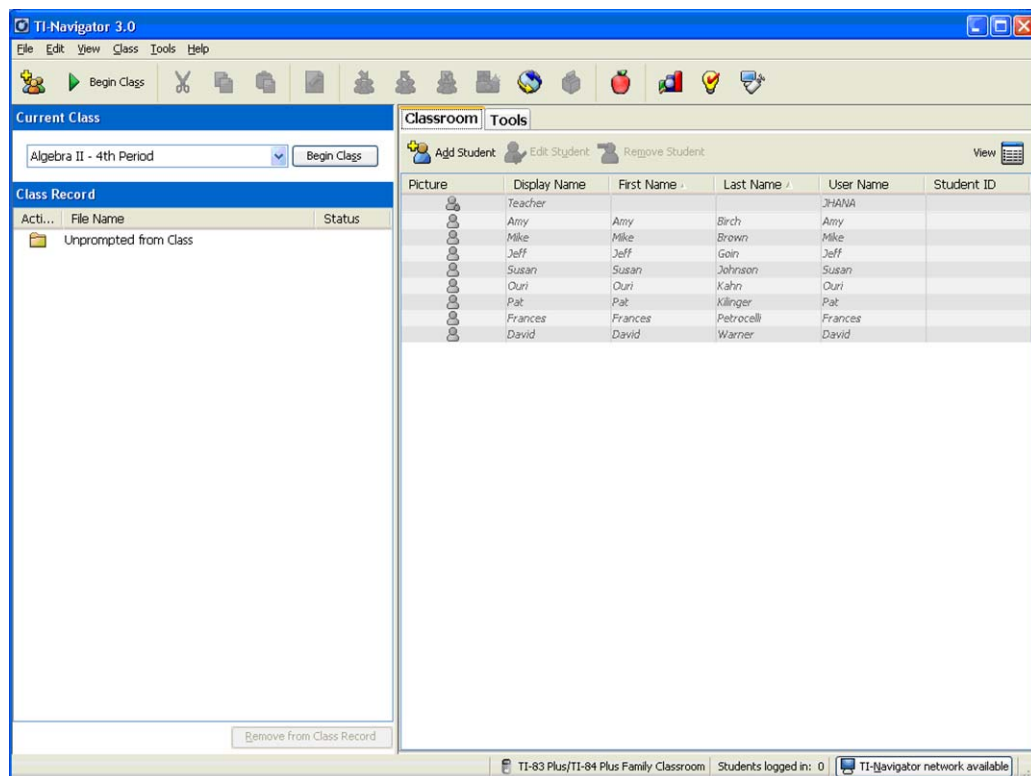 TI-Navigator 3.0
File Edit View Class Tools Help
Begin Class
Current Class
Algebra II - 4th Period Begin Class
Class Record
Acti... File Name Status
Unprompted from Class
Remove from Class Record
Classroom Tools
Add Student Edit Student Remove Student View
Picture Display Name First Name Last Name User Name Student ID
Teacher JHANA
Amy Amy Birch Amy
Mike Mike Brown Mike
Jeff Jeff Goin Jeff
Susan Susan Johnson Susan
Ouri Ouri Kahn Ouri
Pat Pat Kilinger Pat
Frances Frances Petrocelli Frances
David David Warner David
TI-83 Plus/TI-84 Plus Family Classroom Students logged in: 0 TI-Navigator network available